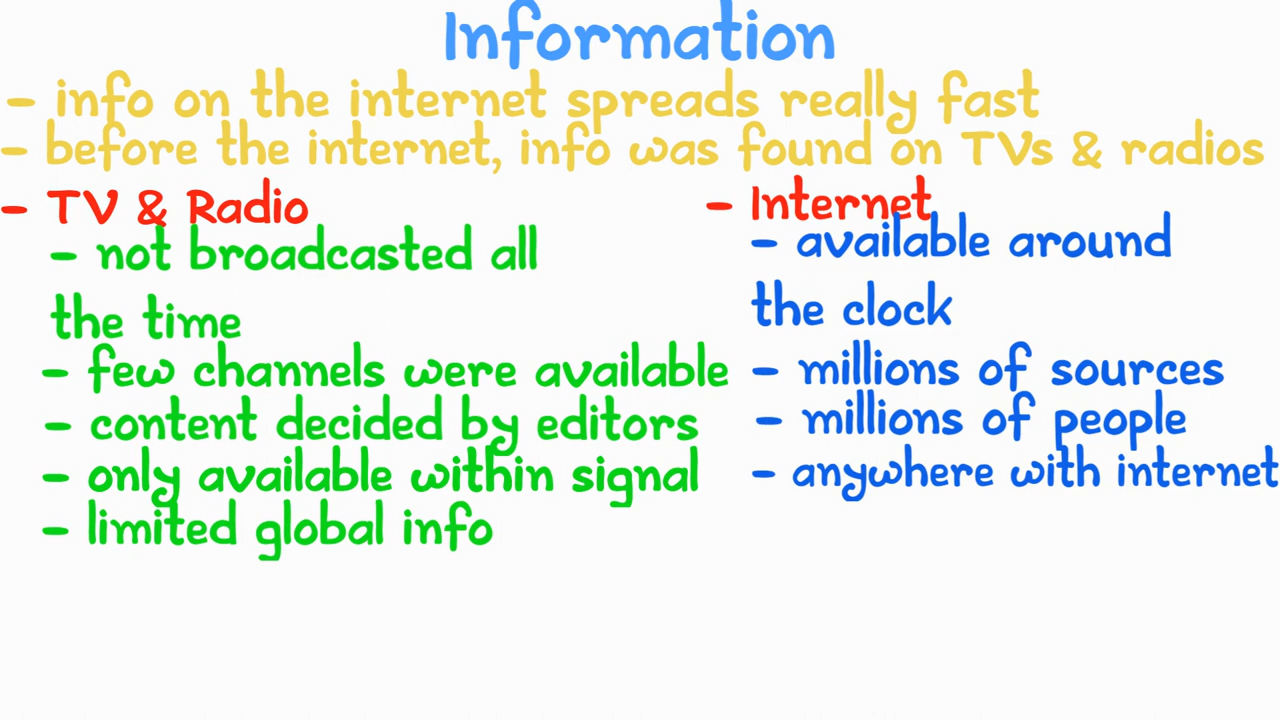 Information
- info on the internet spreads really fast
- before the internet, info was found on TVs & radios
- TV & Radio
- not broadcasted all
the time
- few channels were available
- content decided by editors
- only available within signal
- limited global info
- Internet
- available around
the clock
- millions of sources
- millions of people
- anywhere with internet